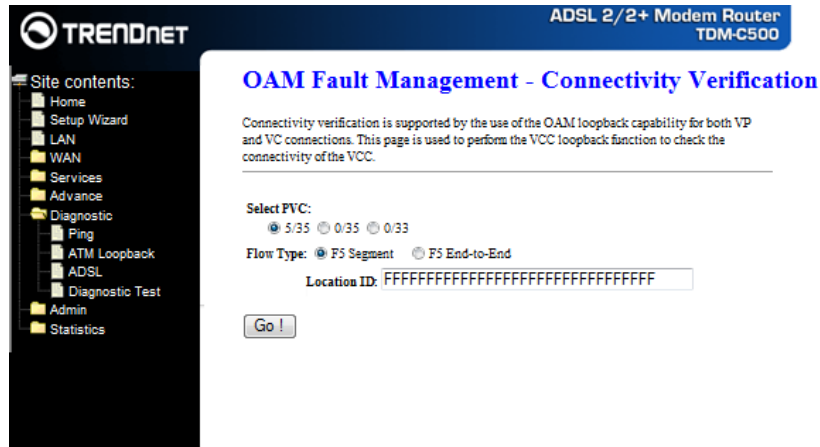 TRENDNET
ADSL 2/2+ Modem Router
TDM-C500
Site contents:
Home
Setup Wizard
LAN
WAN
Services
Advance
Diagnostic
Ping
ATM Loopback
ADSL
Diagnostic Test
Admin
Statistics
OAM Fault Management - Connectivity Verification
Connectivity verification is supported by the use of the OAM loopback capability for both VP
and VC connections. This page is used to perform the VCC loopback function to check the
connectivity of the VCC.
Select PVC:
5/35 0/35 0/33
Flow Type: F5 Segment F5 End-to-End
Location ID: FFFFFFFFFFFFFFFFFFFFFFFFFFFFFFFF
Go !